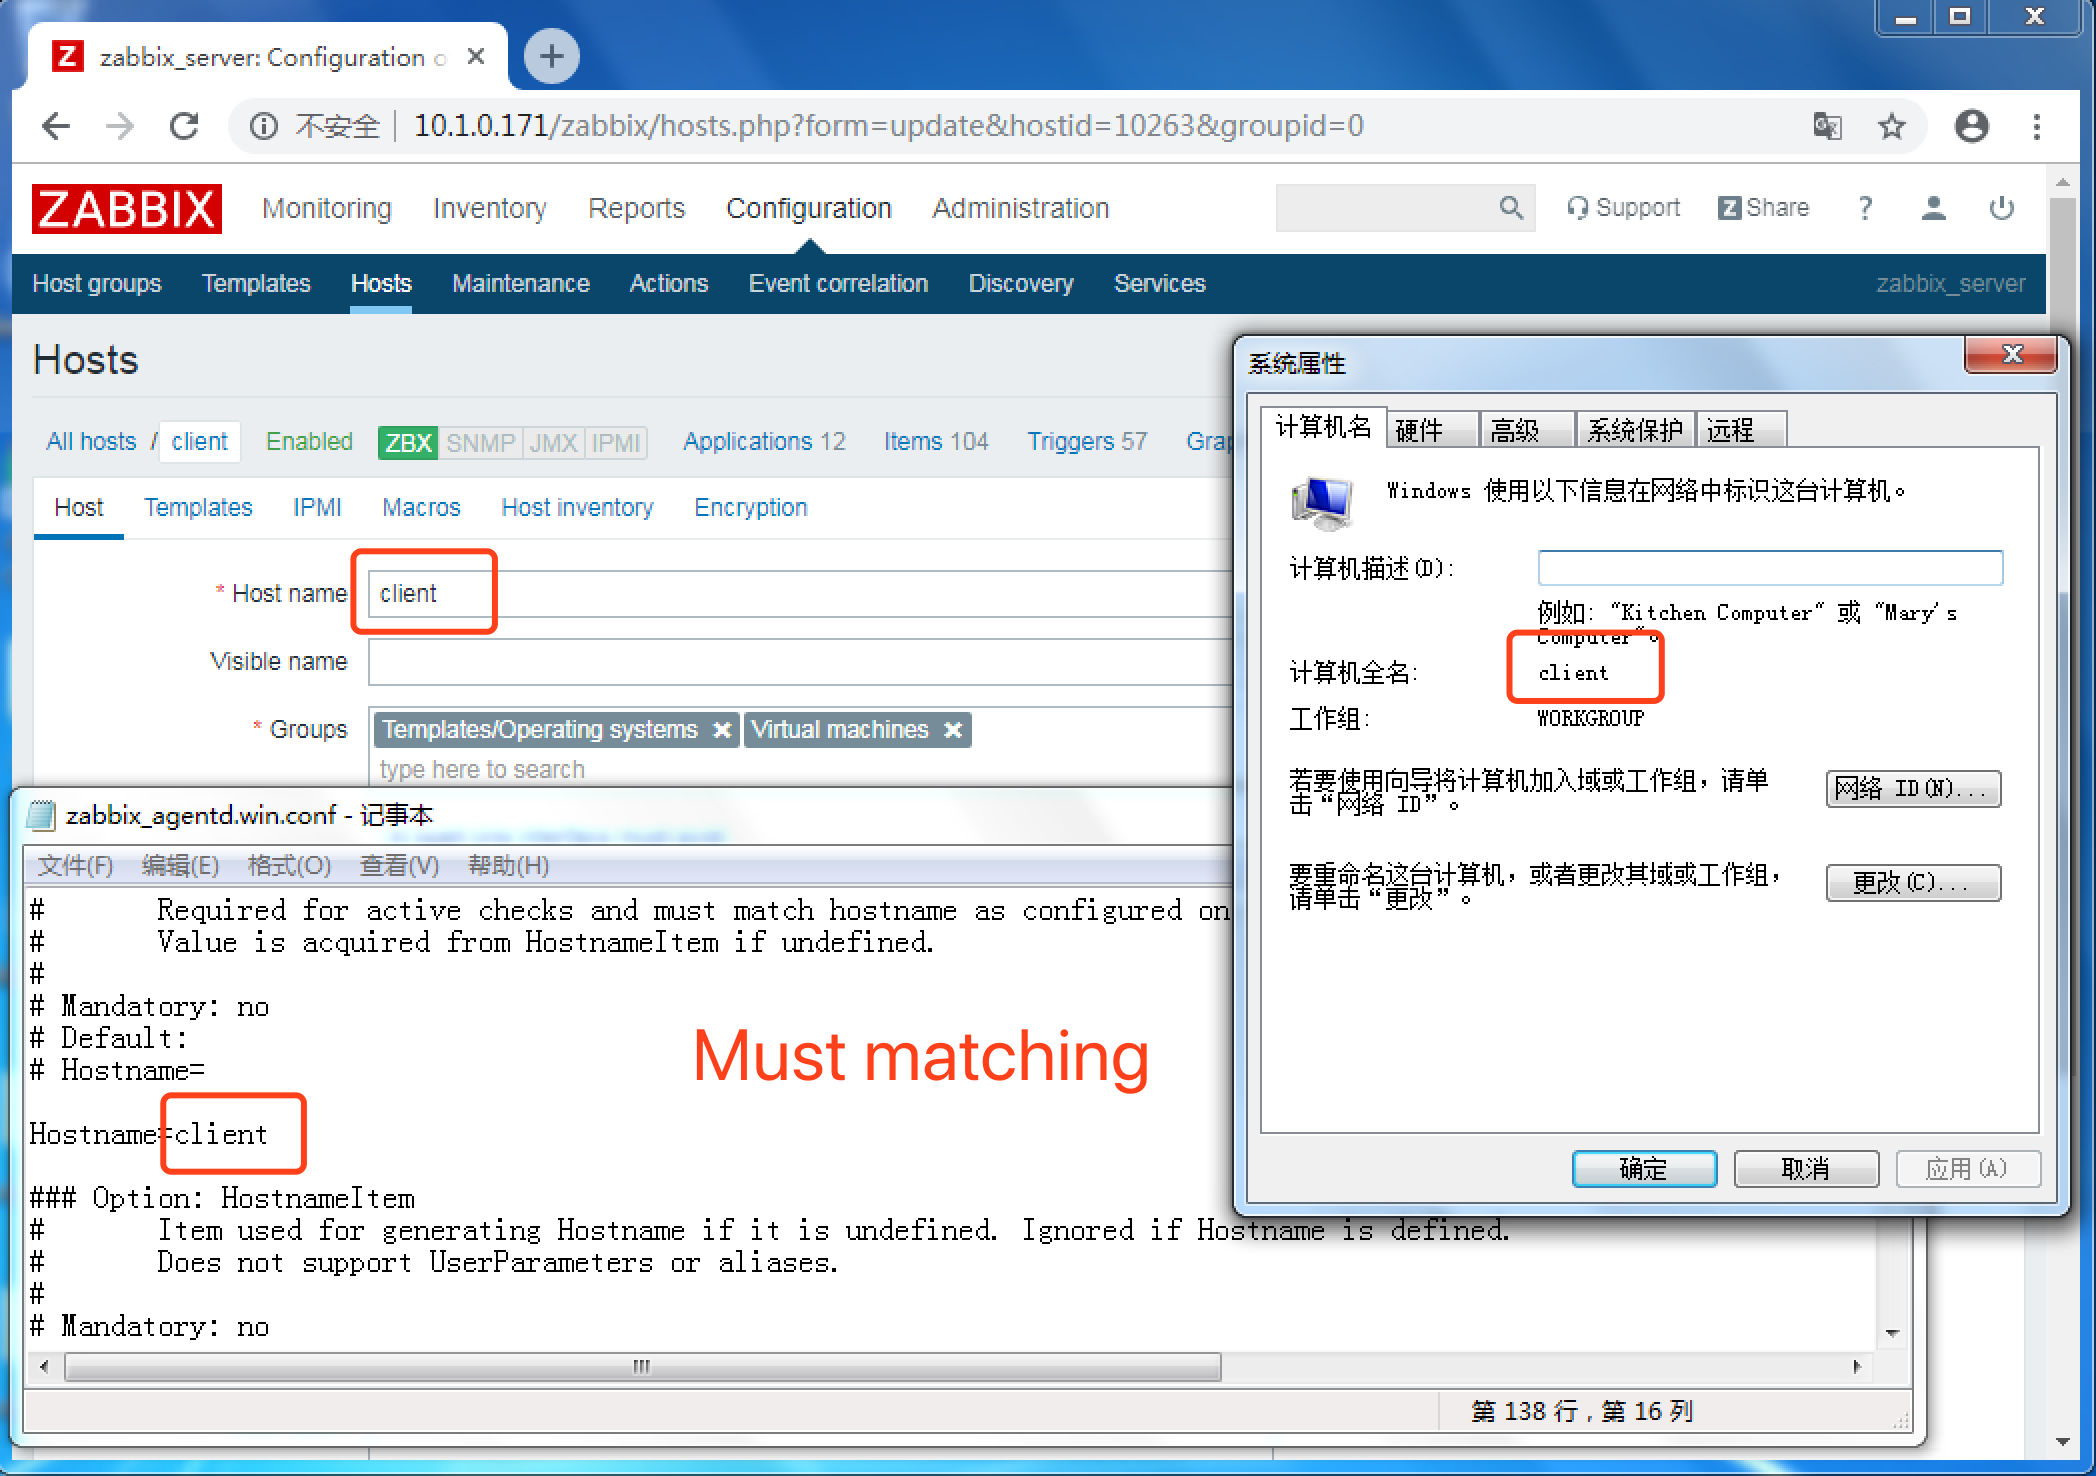 zabbix_server: Configuration o
不安全 10.1.0.171/zabbix/hosts.php?form=update&hostid=10263&groupid=0
ZABBIX Monitoring Inventory Reports Configuration Administration Support Z Share ?
Host groups Templates Hosts Maintenance Actions Event correlation Discovery Services zabbix_server
Hosts
All hosts / client Enabled ZBX SNMP JMX IPMI Applications 12 Items 104 Triggers 57 Grap
Host Templates IPMI Macros Host inventory Encryption
* Host name client
Visible name
* Groups Templates/Operating systems Virtual machines
type here to search
系统属性
计算机名 硬件 高级 系统保护 远程
Windows 使用以下信息在网络中标识这台计算机。
计算机描述(D):
例如: "Kitchen Computer" 或 "Mary's
Computer"。
计算机全名: client
工作组: WORKGROUP
若要使用向导将计算机加入域或工作组，请单
击“网络 ID”。
网络 ID(N)...
要重命名这台计算机，或者更改其域或工作组，
请单击“更改”。
更改(C)...
确定 取消 应用(A)
zabbix_agentd.win.conf - 记事本
文件(F) 编辑(E) 格式(O) 查看(V) 帮助(H)
# Required for active checks and must match hostname as configured on
# Value is acquired from HostnameItem if undefined.
#
# Mandatory: no
# Default:
# Hostname=
Hostname=client
### Option: HostnameItem
# Item used for generating Hostname if it is undefined. Ignored if Hostname is defined.
# Does not support UserParameters or aliases.
#
# Mandatory: no
第 138 行，第 16 列
Must matching